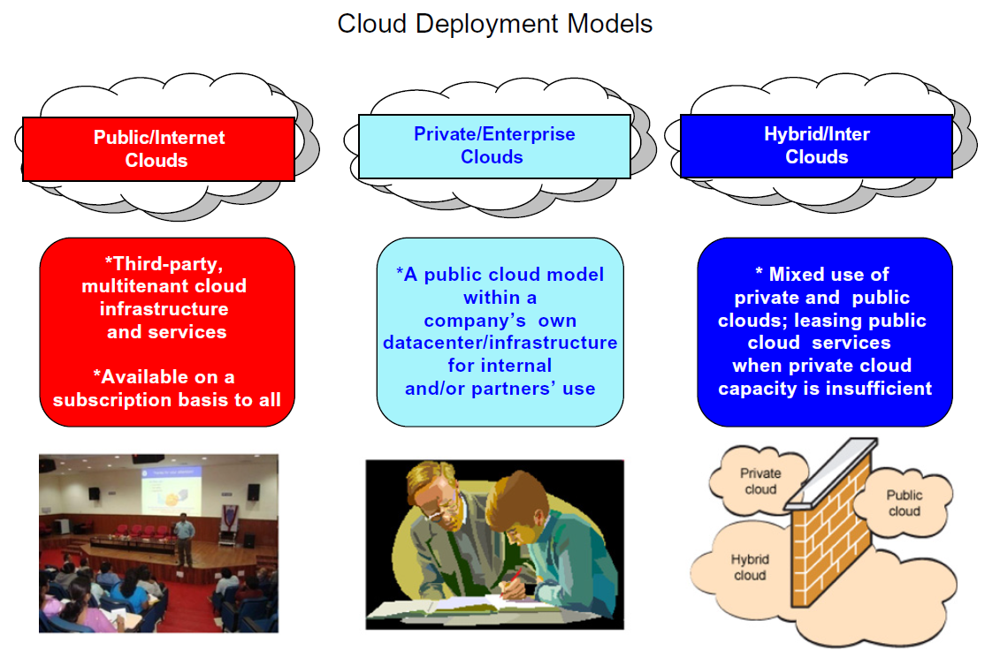 Cloud Deployment Models
Public/Internet
Clouds
Private/Enterprise
Clouds
Hybrid/Inter
Clouds
*Third-party,
multitenant cloud
infrastructure
and services
*Available on a
subscription basis to all
*A public cloud model
within a
company’s own
datacenter/infrastructure
for internal
and/or partners’ use
* Mixed use of
private and public
clouds; leasing public
cloud services
when private cloud
capacity is insufficient
Private
cloud
Public
cloud
Hybrid
cloud